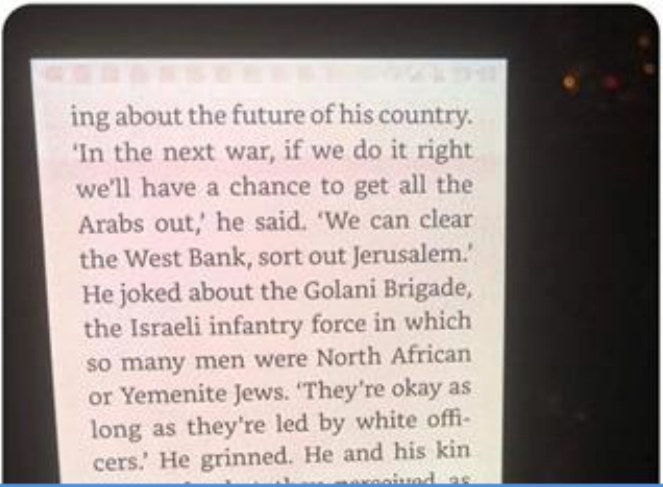 ing about the future of his country.
‘In the next war, if we do it right
we’ll have a chance to get all the
Arabs out,’ he said. ‘We can clear
the West Bank, sort out Jerusalem.’
He joked about the Golani Brigade,
the Israeli infantry force in which
so many men were North African
or Yemenite Jews. ‘They’re okay as
long as they’re led by white offi-
cers.’ He grinned. He and his kin
perceived as